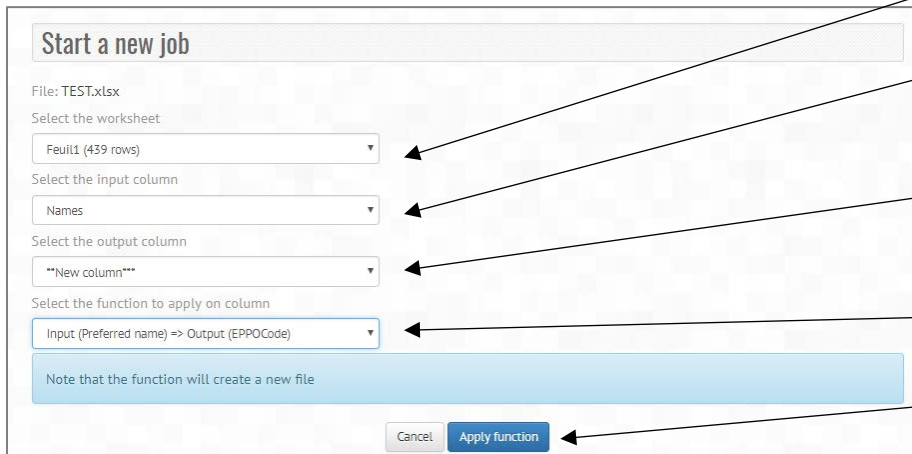 Start a new job
File: TEST.xlsx
Select the worksheet
Feuil1 (439 rows)
Select the input column
Names
Select the output column
**New column***
Select the function to apply on column
Input (Preferred name) => Output (EPPOCode)
Note that the function will create a new file
Cancel Apply function